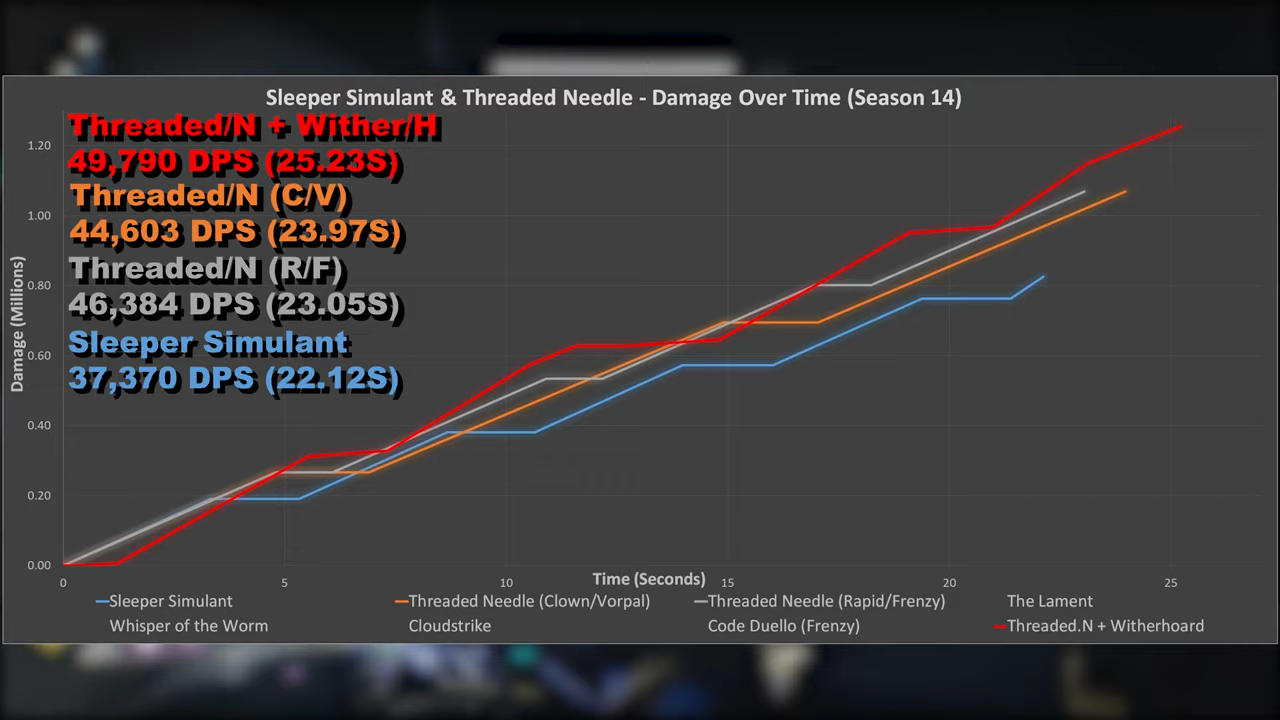 Sleeper Simulant & Threaded Needle - Damage Over Time (Season 14)
Threaded/N + Wither/H
49,790 DPS (25.23S)
Threaded/N (C/V)
44,603 DPS (23.97S)
Threaded/N (R/F)
46,384 DPS (23.05S)
Sleeper Simulant
37,370 DPS (22.12S)
Damage (Millions)
1.20
1.00
0.80
0.60
0.40
0.20
0.00
0 5 10 15 20 25
Time (Seconds)
Sleeper Simulant Threaded Needle (Clown/Vorpal) Threaded Needle (Rapid/Frenzy) The Lament
Whisper of the Worm Cloudstrike Code Duello (Frenzy) Threaded.N + Witherhoard